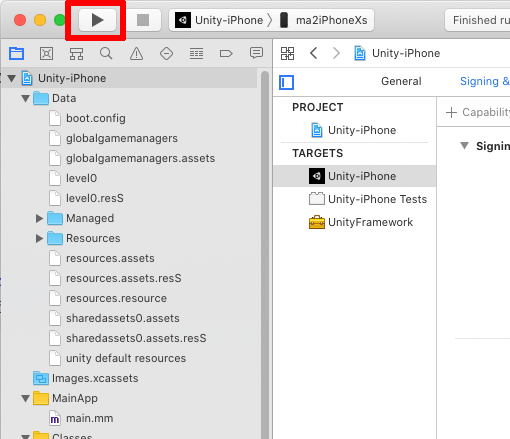 Unity-iPhone
ma2iPhoneXs
Finished ru
Unity-iPhone
Data
boot.config
globalgamemanagers
globalgamemanagers.assets
level0
level0.resS
Managed
Resources
resources.assets
resources.assets.resS
resources.resource
sharedassets0.assets
sharedassets0.assets.resS
unity default resources
Images.xcassets
MainApp
m main.mm
Classes
Unity-iPhone
General
Signing &
PROJECT
Unity-iPhone
TARGETS
Unity-iPhone
Unity-iPhone Tests
UnityFramework
+ Capability
Signin